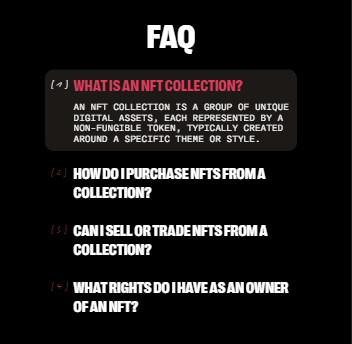 FAQ
[1] WHAT IS AN NFT COLLECTION?
AN NFT COLLECTION IS A GROUP OF UNIQUE
DIGITAL ASSETS, EACH REPRESENTED BY A
NON-FUNGIBLE TOKEN, TYPICALLY CREATED
AROUND A SPECIFIC THEME OR STYLE.
[2] HOW DO I PURCHASE NFTS FROM A
COLLECTION?
[3] CAN I SELL OR TRADE NFTS FROM A
COLLECTION?
[4] WHAT RIGHTS DO I HAVE AS AN OWNER
OF AN NFT?